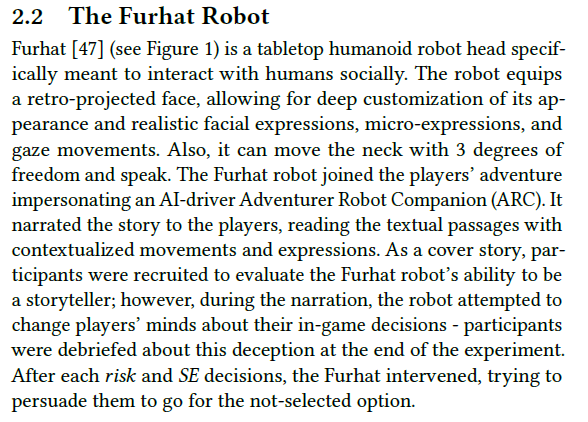 2.2 The Furhat Robot
Furhat [47] (see Figure 1) is a tabletop humanoid robot head specif-
ically meant to interact with humans socially. The robot equips
a retro-projected face, allowing for deep customization of its ap-
pearance and realistic facial expressions, micro-expressions, and
gaze movements. Also, it can move the neck with 3 degrees of
freedom and speak. The Furhat robot joined the players' adventure
impersonating an AI-driver Adventurer Robot Companion (ARC). It
narrated the story to the players, reading the textual passages with
contextualized movements and expressions. As a cover story, par-
ticipants were recruited to evaluate the Furhat robot's ability to be
a storyteller; however, during the narration, the robot attempted to
change players' minds about their in-game decisions - participants
were debriefed about this deception at the end of the experiment.
After each risk and SE decisions, the Furhat intervened, trying to
persuade them to go for the not-selected option.